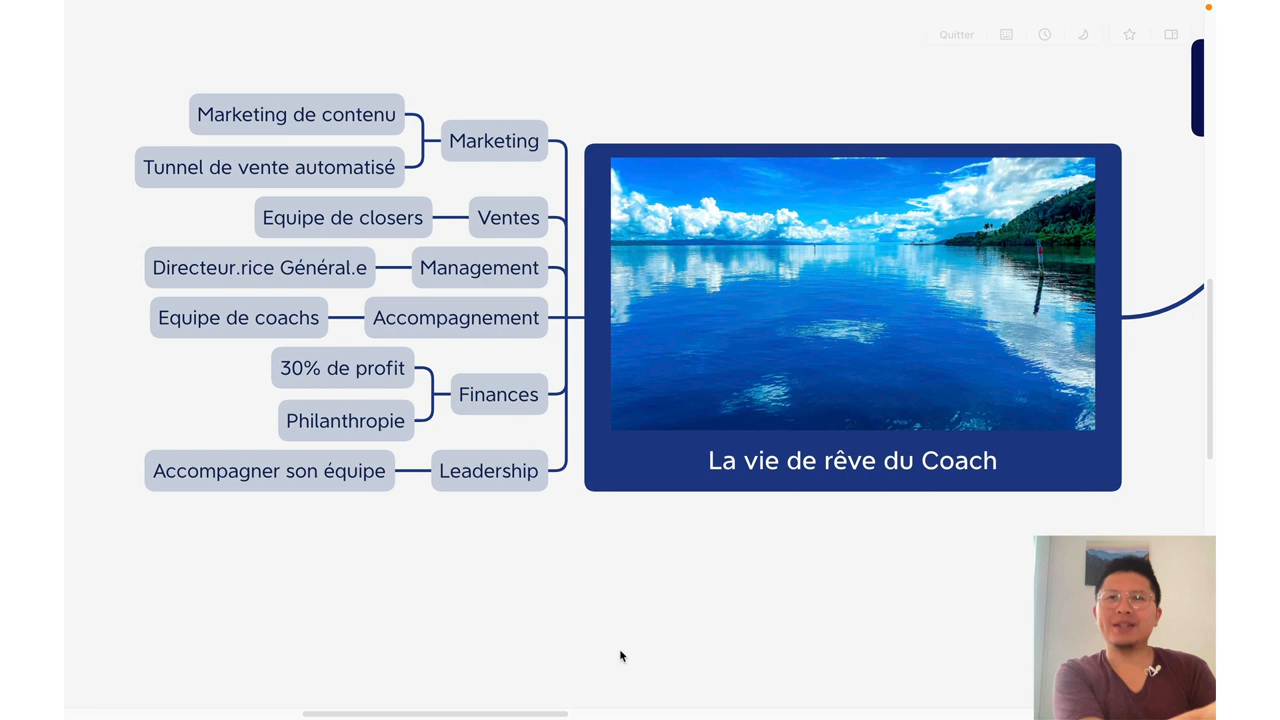 Quitter
Marketing de contenu
Marketing
Tunnel de vente automatisé
Equipe de closers
Ventes
Directeur.rice Général.e
Management
Equipe de coachs
Accompagnement
30% de profit
Finances
Philanthropie
Accompagner son équipe
Leadership
La vie de rêve du Coach